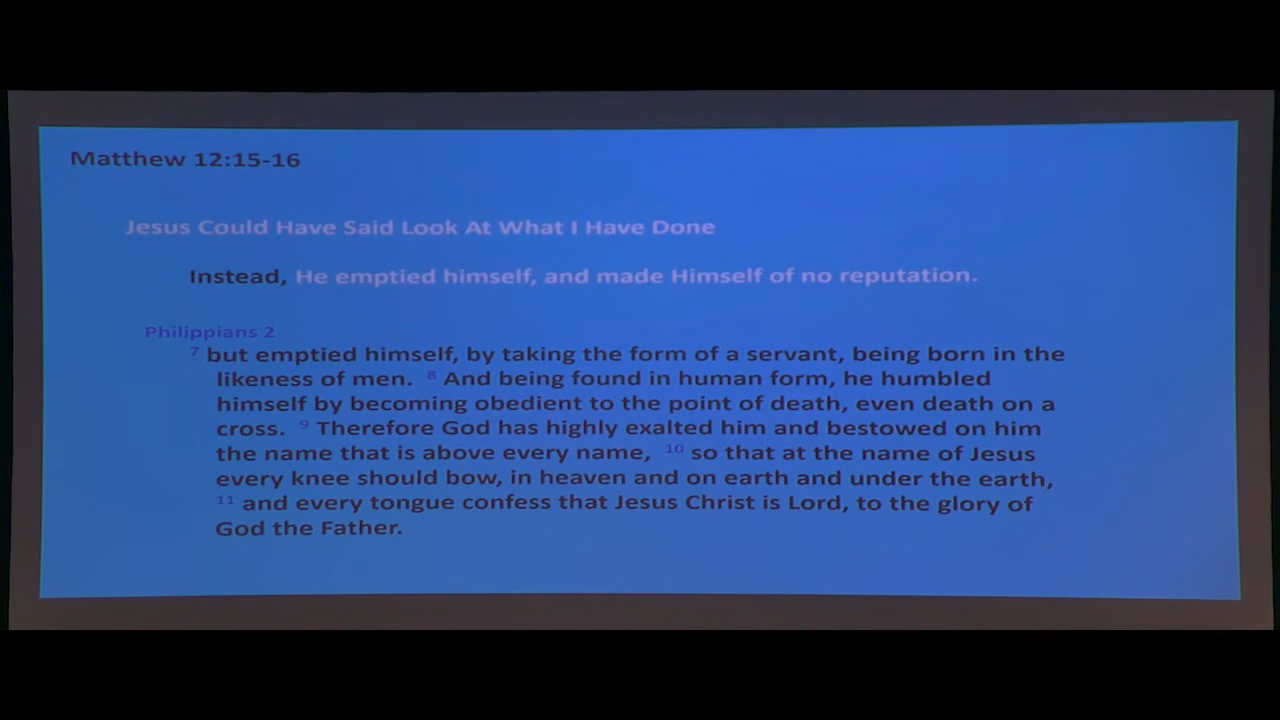 Matthew 12:15-16
Jesus Could Have Said Look At What I Have Done
Instead, He emptied himself, and made Himself of no reputation.
Philippians 2
7 but emptied himself, by taking the form of a servant, being born in the
likeness of men. 8 And being found in human form, he humbled
himself by becoming obedient to the point of death, even death on a
cross. 9 Therefore God has highly exalted him and bestowed on him
the name that is above every name, 10 so that at the name of Jesus
every knee should bow, in heaven and on earth and under the earth,
11 and every tongue confess that Jesus Christ is Lord, to the glory of
God the Father.